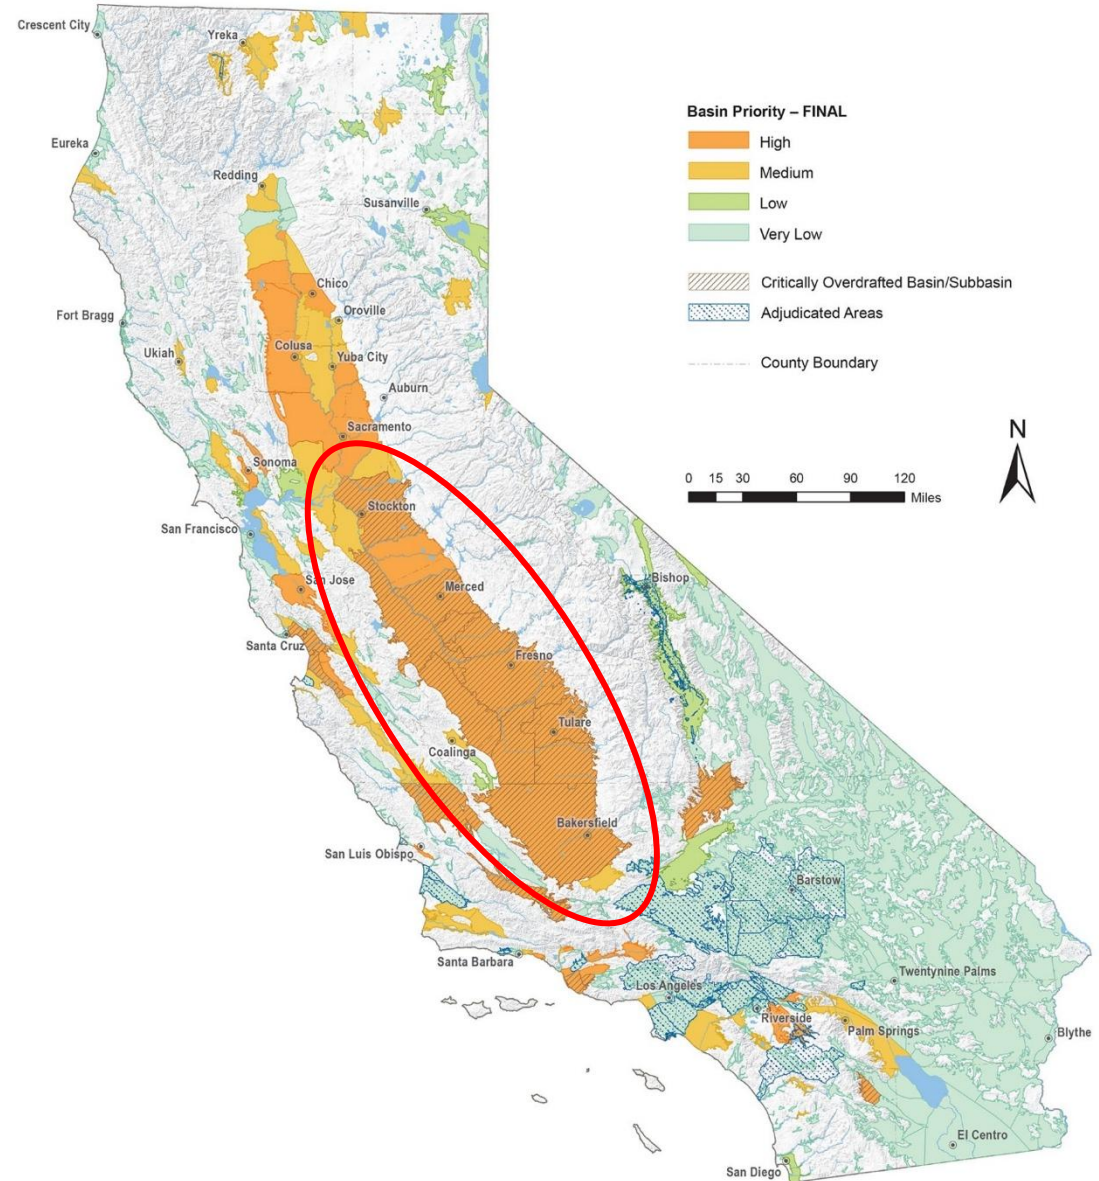 Crescent City
Yreka
Basin Priority – FINAL
High
Eureka
Medium
Redding
Low
Susanville
Very Low
Critically Overdrafted Basin/Subbasin
Chico
Adjudicated Areas
Fort Bragg
Oroville
Ukiah
Colusa
Yuba City
County Boundary
Auburn
Sacramento
N
Sonoma
0 15 30 60 90 120
Miles
Stockton
San Francisco
San Jose
Merced
Bishop
Santa Cruz
Fresno
Tulare
Coalinga
Bakersfield
San Luis Obispo
Barstow
Santa Barbara
Los Angeles
Twentynine Palms
Riverside
Palm Springs
Blythe
El Centro
San Diego